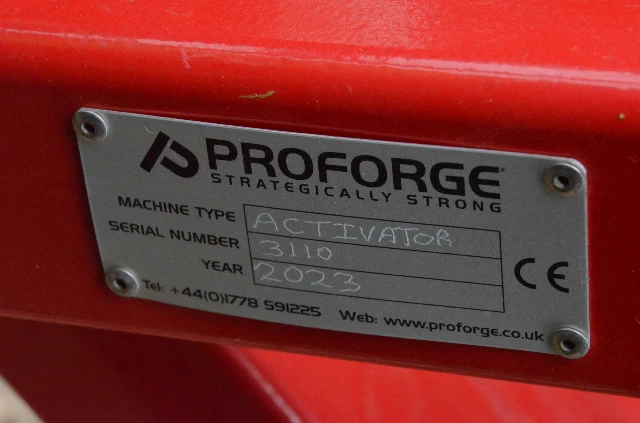 PROFORGE
STRATEGICALLY STRONG
MACHINE TYPE ACTIVATOR
SERIAL NUMBER 3110
YEAR 2023
CE
Tel: +44(0)1778 591225 Web: www.proforge.co.uk